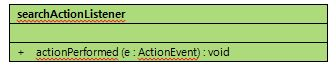 searchActionListener
+ actionPerformed (e : ActionEvent) : void